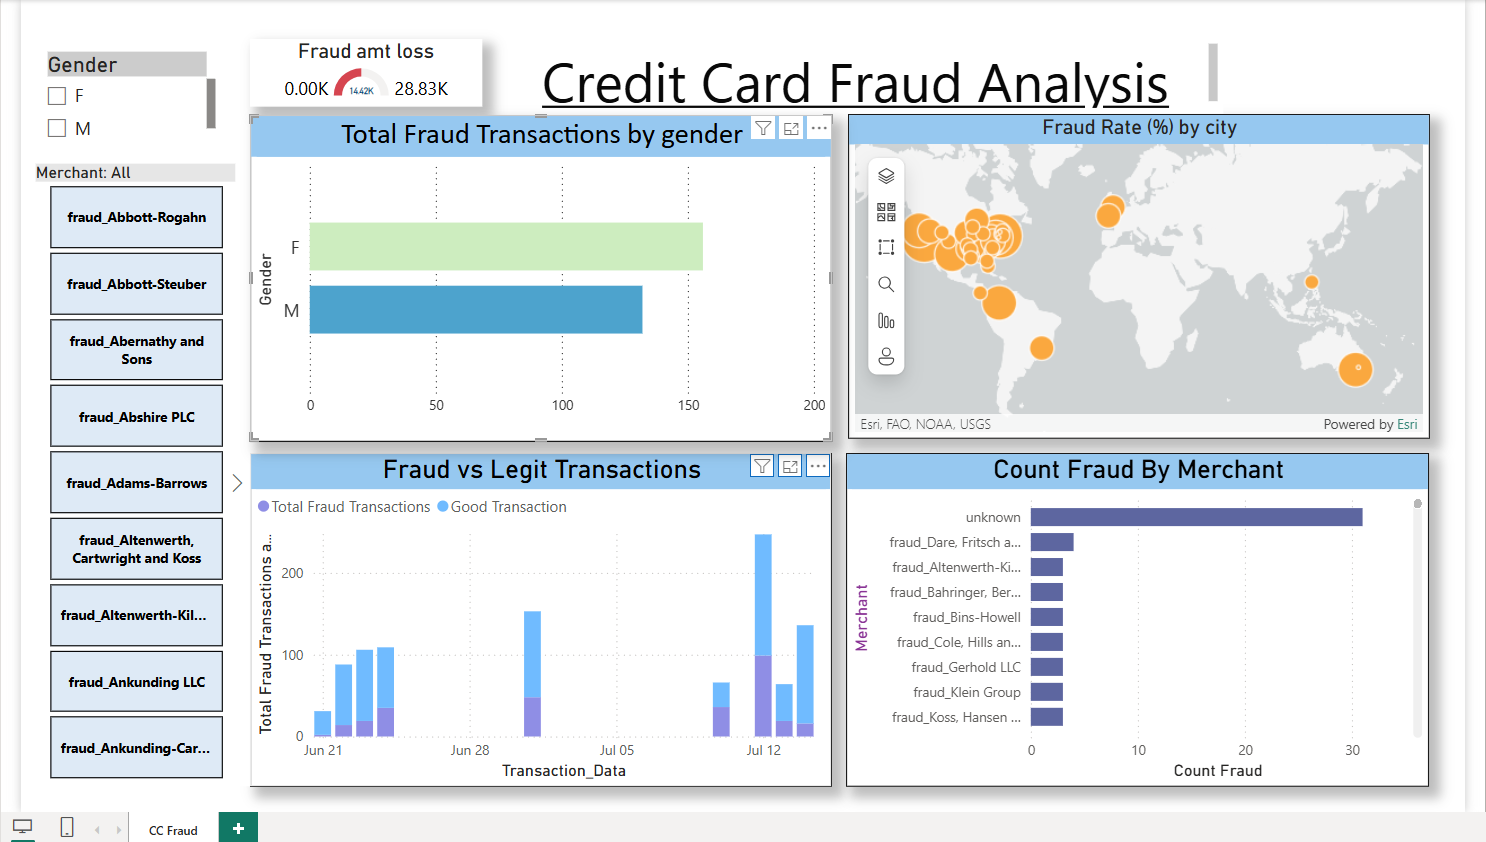 Gender
F
M
Merchant: All
fraud_Abbott-Rogahn
fraud_Abbott-Steuber
fraud_Abernathy and
Sons
fraud_Abshire PLC
fraud_Adams-Barrows
fraud_Altenwerth,
Cartwright and Koss
fraud_Altenwerth-Kil...
fraud_Ankunding LLC
fraud_Ankunding-Car...
Fraud amt loss
0.00K 14.42K 28.83K
Credit Card Fraud Analysis
Total Fraud Transactions by gender
Gender
F
M
0 50 100 150 200
Fraud Rate (%) by city
Esri, FAO, NOAA, USGS
Powered by Esri
Fraud vs Legit Transactions
Total Fraud Transactions Good Transaction
Total Fraud Transactions a...
200
100
0
Jun 21 Jun 28 Jul 05 Jul 12
Transaction_Data
Count Fraud By Merchant
Merchant
unknown
fraud_Dare, Fritsch a...
fraud_Altenwerth-Ki...
fraud_Bahringer, Ber...
fraud_Bins-Howell
fraud_Cole, Hills an...
fraud_Gerhold LLC
fraud_Klein Group
fraud_Koss, Hansen ...
0 10 20 30
Count Fraud
CC Fraud